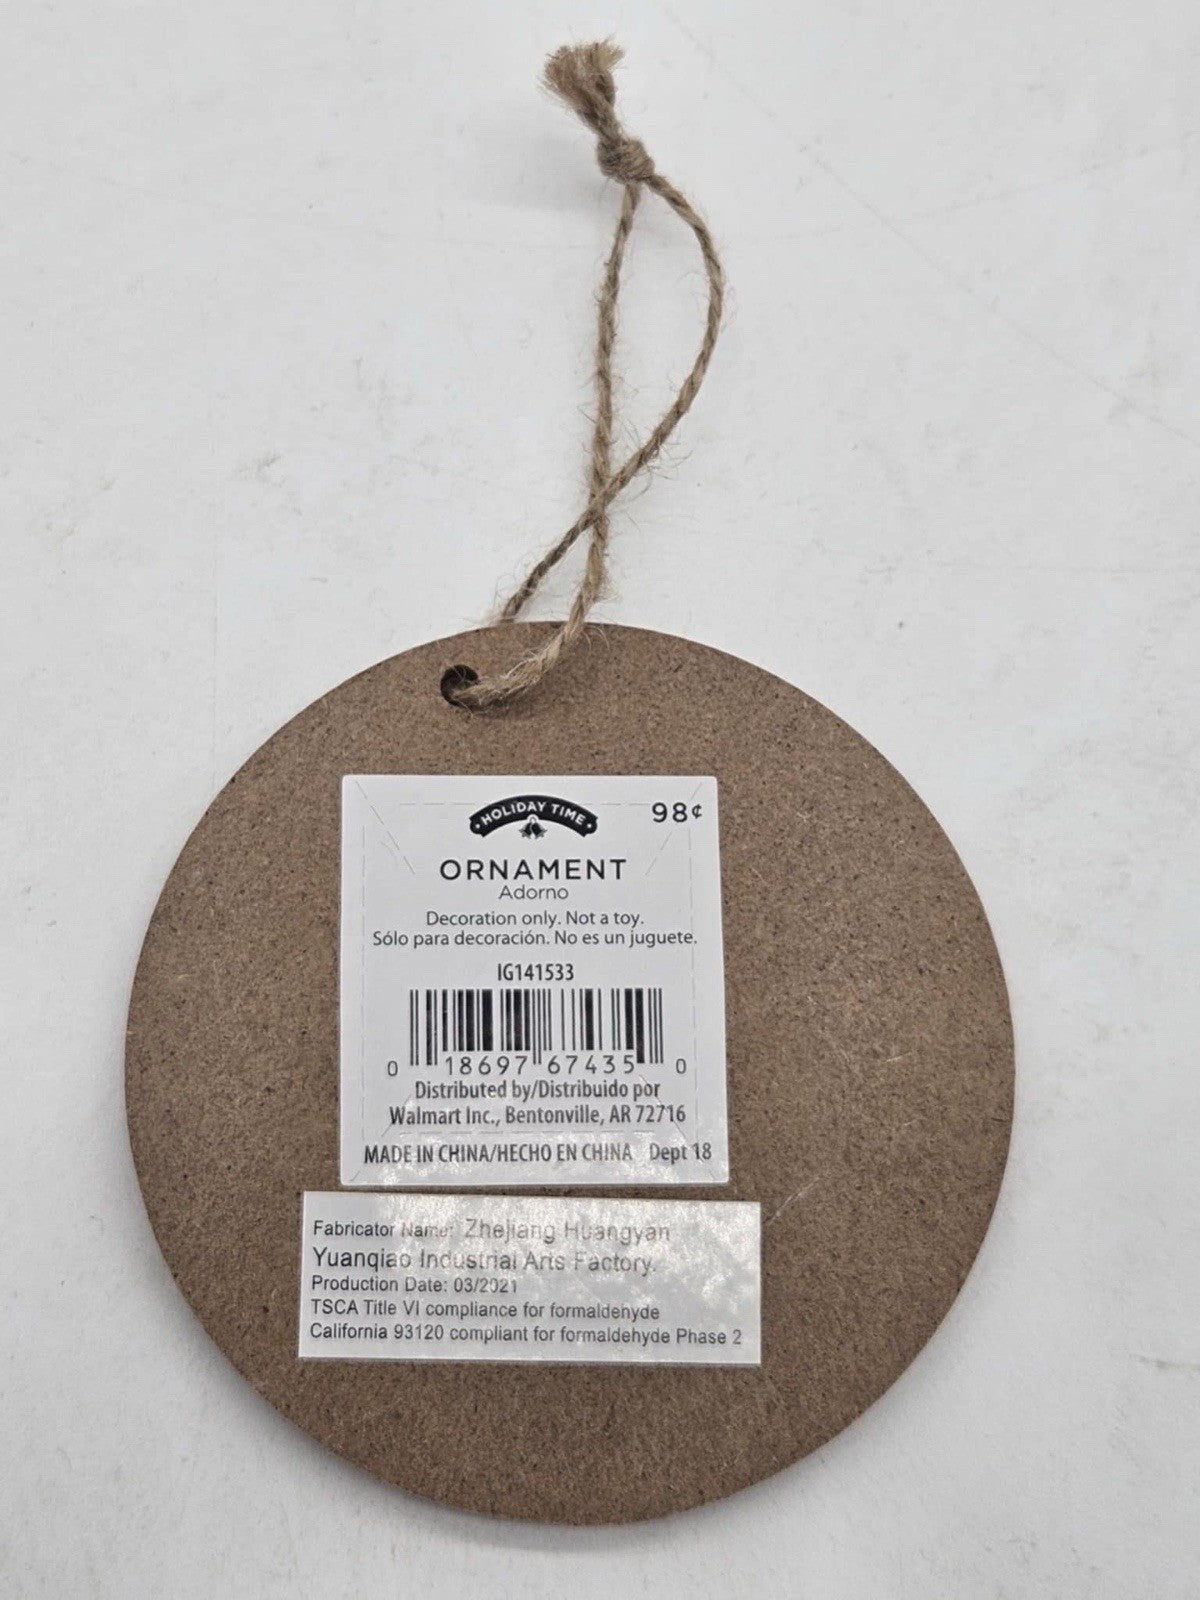 HOLIDAY TIME
98¢
ORNAMENT
Adorno
Decoration only. Not a toy.
Sólo para decoración. No es un juguete.
IG141533
0 18697 67435 0
Distributed by/Distribuido por
Walmart Inc., Bentonville, AR 72716
MADE IN CHINA/HECHO EN CHINA Dept 18
Fabricator Name: Zhejiang Huangyan
Yuanqiao Industrial Arts Factory.
Production Date: 03/2021
TSCA Title VI compliance for formaldehyde
California 93120 compliant for formaldehyde Phase 2